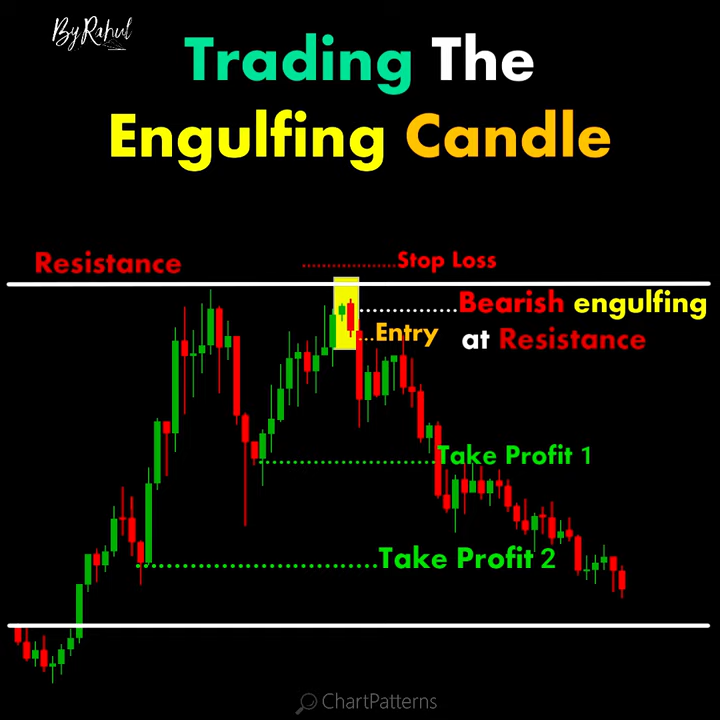 By Rahul
Trading The
Engulfing Candle
Resistance
Stop Loss
Bearish engulfing
Entry
at Resistance
Take Profit 1
Take Profit 2
ChartPatterns